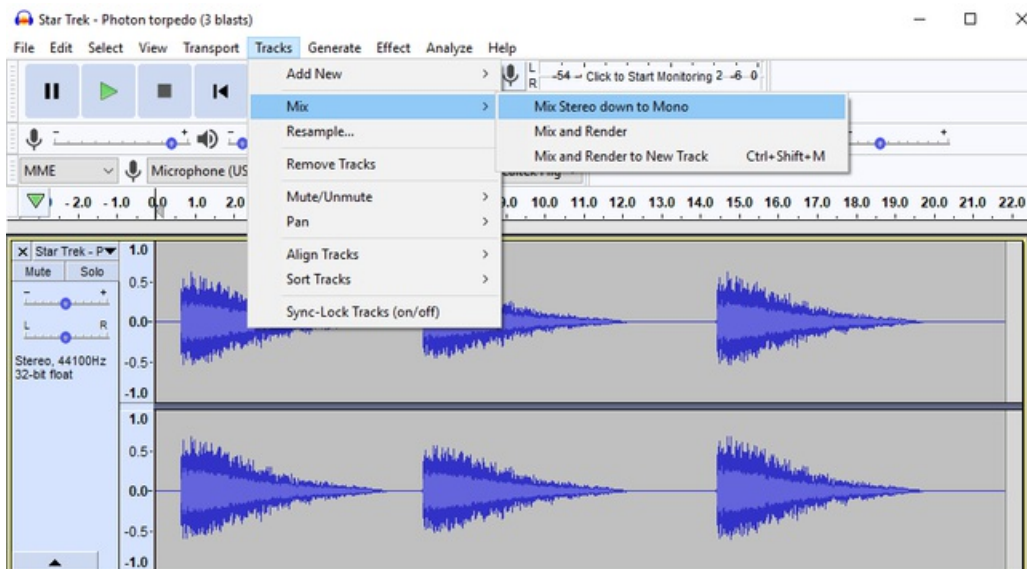 Star Trek - Photon torpedo (3 blasts)
File Edit Select View Transport Tracks Generate Effect Analyze Help
Add New
L
R
-54 - Click to Start Monitoring 2 -6 0
Mix
Mix Stereo down to Mono
Resample...
Mix and Render
Remove Tracks
Mix and Render to New Track Ctrl+Shift+M
MME
Microphone (US
Mute/Unmute
-2.0 -1.0 0.0 1.0 2.0
9.0 10.0 11.0 12.0 13.0 14.0 15.0 16.0 17.0 18.0 19.0 20.0 21.0 22.0
Pan
Align Tracks
Sort Tracks
Sync-Lock Tracks (on/off)
X Star Trek - P
1.0
Mute Solo
0.5
- +
0.0
L R
Stereo, 44100Hz
-0.5
32-bit float
-1.0
1.0
0.5
0.0
-0.5
-1.0